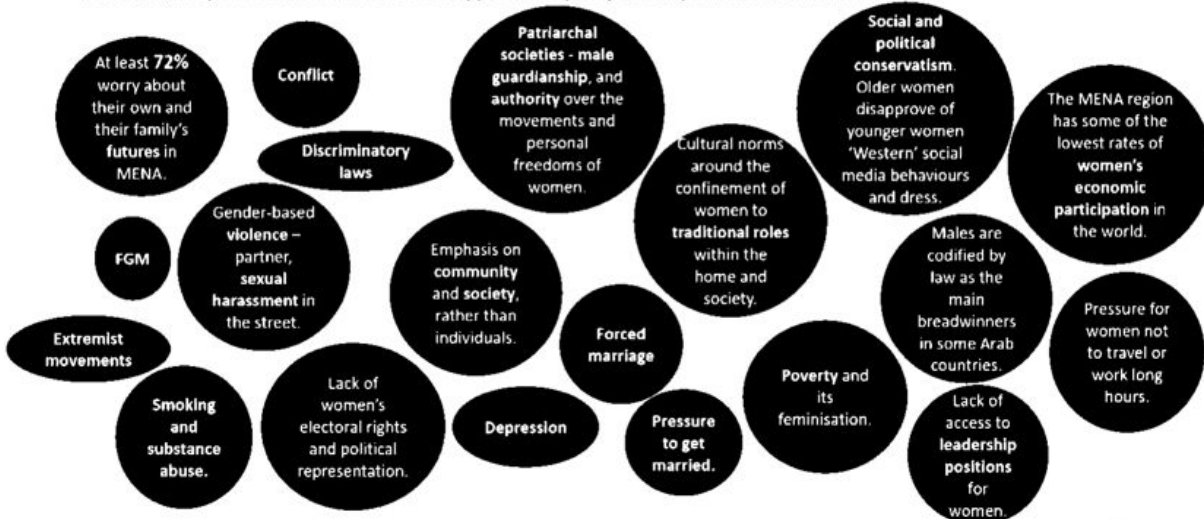 At least 72%
worry about
their own and
their family's
futures in
MENA.
Conflict
Discriminatory
laws
Patriarchal
societies - male
guardianship, and
authority over the
movements and
personal
freedoms of
women.
Social and
political
conservatism.
Older women
disapprove of
younger women
‘Western’ social
media behaviours
and dress.
The MENA region
has some of the
lowest rates of
women's
economic
participation in
the world.
Cultural norms
around the
confinement of
women to
traditional roles
within the
home and
society.
FGM
Gender-based
violence –
partner,
sexual
harassment in
the street.
Emphasis on
community
and society,
rather than
individuals.
Males are
codified by
law as the
main
breadwinners
in some Arab
countries.
Pressure for
women not
to travel or
work long
hours.
Extremist
movements
Forced
marriage
Smoking
and
substance
abuse.
Lack of
women's
electoral rights
and political
representation.
Depression
Pressure
to get
married.
Poverty and
its
feminisation.
Lack of
access to
leadership
positions
for
women.